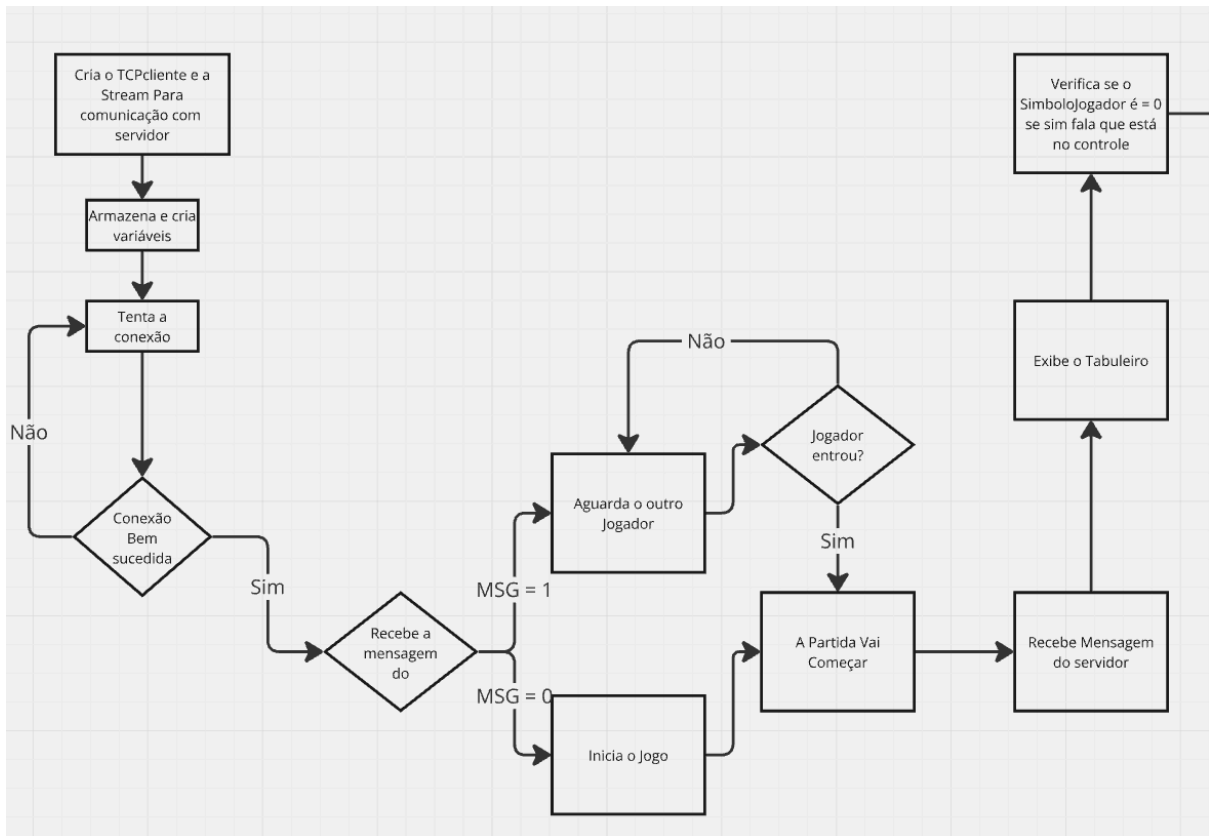 Cria o TCPcliente e a
Stream Para
comunicação com
servidor
Armazena e cria
variáveis
Tenta a
conexão
Não
Conexão
Bem
sucedida
Sim
Recebe a
mensagem
do
MSG = 1
MSG = 0
Aguarda o outro
Jogador
Não
Jogador
entrou?
Sim
Inicia o Jogo
A Partida Vai
Começar
Recebe Mensagem
do servidor
Exibe o Tabuleiro
Verifica se o
SimboloJogador é = 0
se sim fala que está
no controle